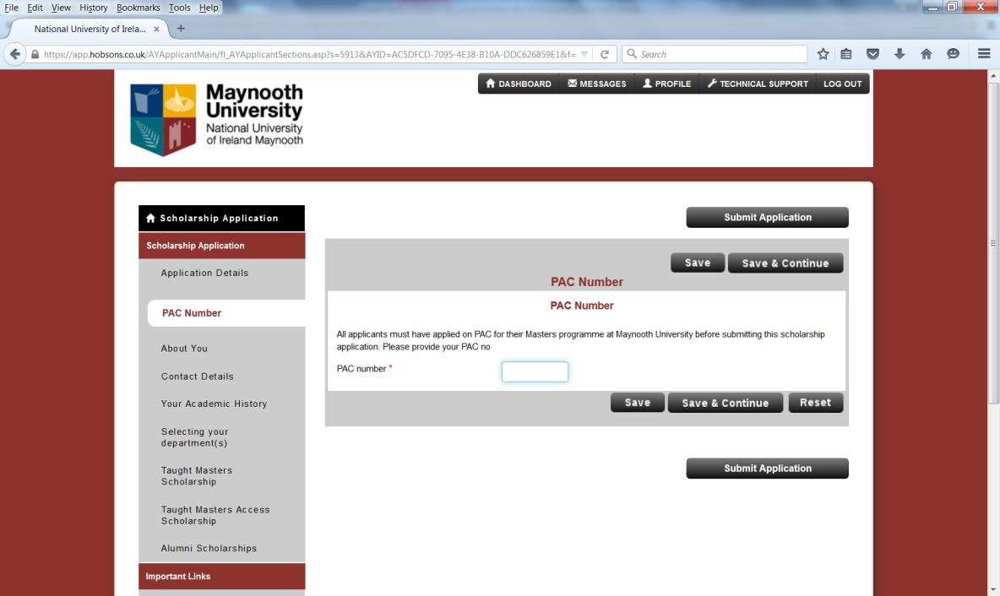 File Edit View History Bookmarks Tools Help
National University of Irela... × +
https://app.hobsons.co.uk/AYApplicantMain/fl_AYApplicantSections.asp?s=5913&AYID=AC5DFCD-7095-4E38-B10A-DDC626859E1&f= Search
Maynooth
University
National University
of Ireland Maynooth
DASHBOARD MESSAGES PROFILE TECHNICAL SUPPORT LOG OUT
Scholarship Application
Submit Application
Scholarship Application
Application Details
PAC Number
About You
Contact Details
Your Academic History
Selecting your
department(s)
Taught Masters
Scholarship
Taught Masters Access
Scholarship
Alumni Scholarships
Important Links
Save Save & Continue
PAC Number
PAC Number
All applicants must have applied on PAC for their Masters programme at Maynooth University before submitting this scholarship
application. Please provide your PAC no
PAC number *
Save Save & Continue Reset
Submit Application